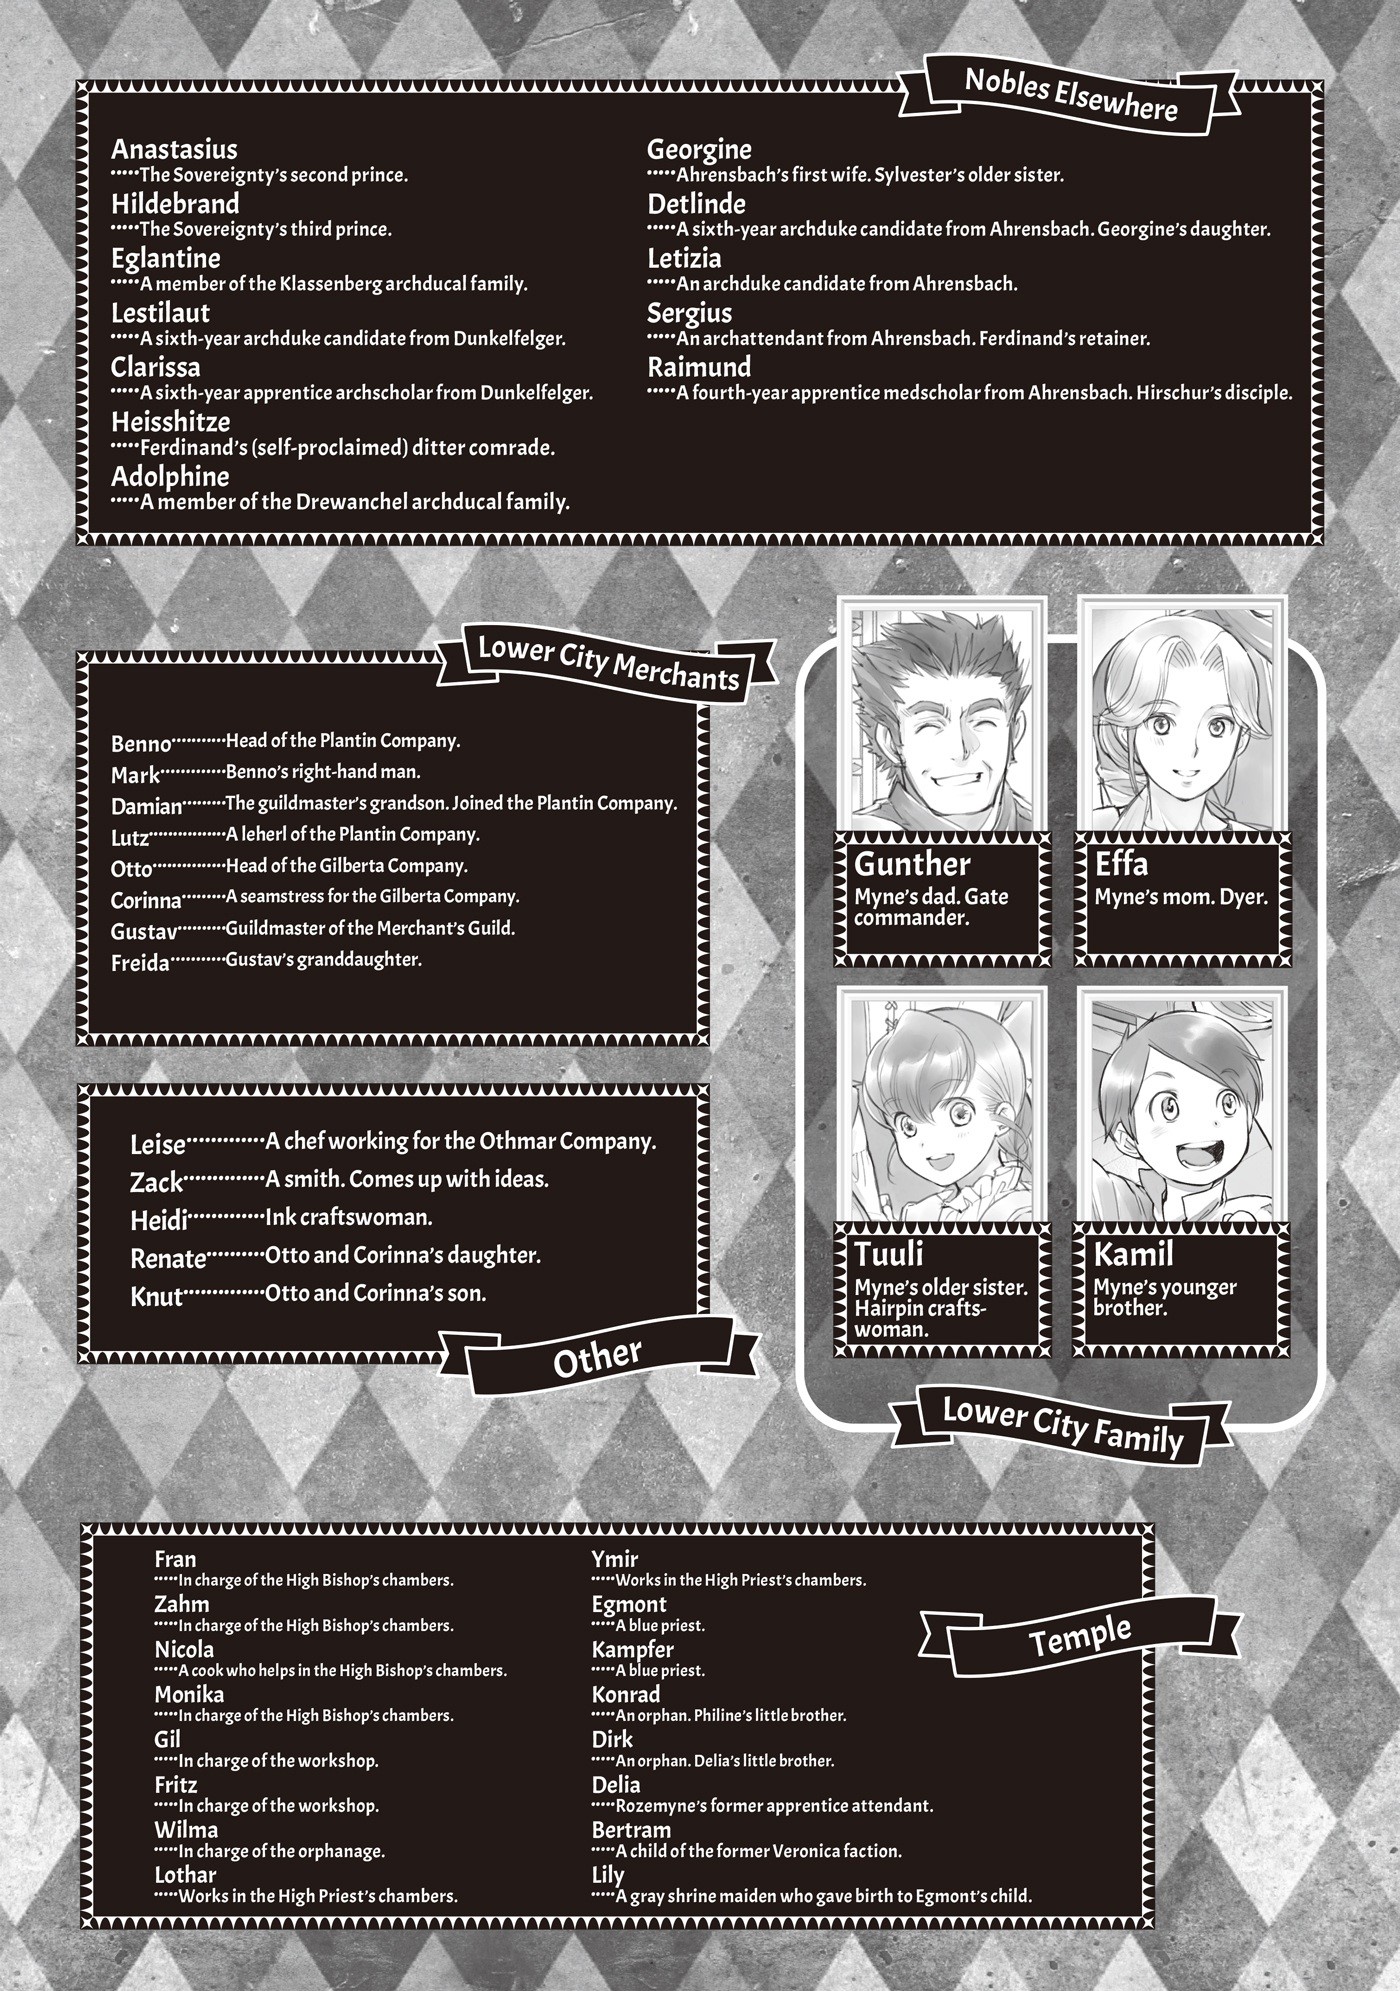 Nobles Elsewhere
Anastasius
·····The Sovereignty's second prince.
Hildebrand
·····The Sovereignty's third prince.
Eglantine
·····A member of the Klassenberg archducal family.
Lestilaut
·····A sixth-year archduke candidate from Dunkelfelger.
Clarissa
·····A sixth-year apprentice archscholar from Dunkelfelger.
Heisshitze
·····Ferdinand's (self-proclaimed) ditter comrade.
Adolphine
·····A member of the Drewanchel archducal family.
Georgine
·····Ahrensbach's first wife. Sylvester's older sister.
Detlinde
·····A sixth-year archduke candidate from Ahrensbach. Georgine's daughter.
Letizia
·····An archduke candidate from Ahrensbach.
Sergius
·····An archattendant from Ahrensbach. Ferdinand's retainer.
Raimund
·····A fourth-year apprentice medscholar from Ahrensbach. Hirschur's disciple.
Lower City Merchants
Benno···········Head of the Plantin Company.
Mark·············Benno's right-hand man.
Damian·········The guildmaster's grandson. Joined the Plantin Company.
Lutz················A leherl of the Plantin Company.
Otto···············Head of the Gilberta Company.
Corinna·········A seamstress for the Gilberta Company.
Gustav··········Guildmaster of the Merchant's Guild.
Freida···········Gustav's granddaughter.
Leise·············A chef working for the Othmar Company.
Zack··············A smith. Comes up with ideas.
Heidi·············Ink craftswoman.
Renate··········Otto and Corinna's daughter.
Knut··············Otto and Corinna's son.
Other
Gunther
Myne's dad. Gate
commander.
Effa
Myne's mom. Dyer.
Tuuli
Myne's older sister.
Hairpin crafts-
woman.
Kamil
Myne's younger
brother.
Lower City Family
Temple
Fran
·····In charge of the High Bishop's chambers.
Zahm
·····In charge of the High Bishop's chambers.
Nicola
·····A cook who helps in the High Bishop's chambers.
Monika
·····In charge of the High Bishop's chambers.
Gil
·····In charge of the workshop.
Fritz
·····In charge of the workshop.
Wilma
·····In charge of the orphanage.
Lothar
·····Works in the High Priest's chambers.
Ymir
·····Works in the High Priest's chambers.
Egmont
·····A blue priest.
Kampfer
·····A blue priest.
Konrad
·····An orphan. Philine's little brother.
Dirk
·····An orphan. Delia's little brother.
Delia
·····Rozemyne's former apprentice attendant.
Bertram
·····A child of the former Veronica faction.
Lily
·····A gray shrine maiden who gave birth to Egmont's child.